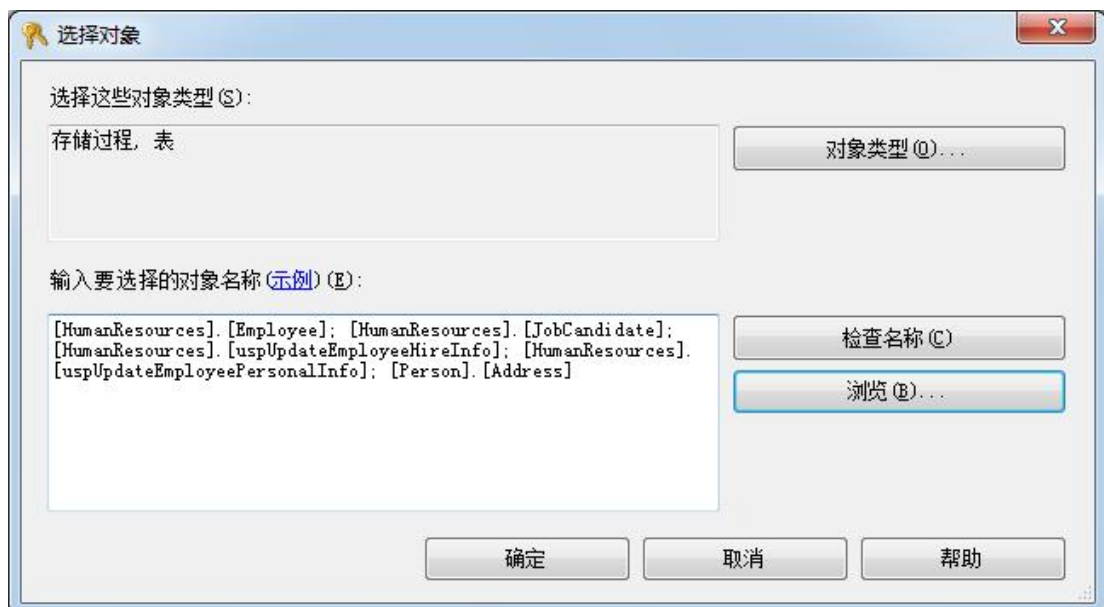 选择对象
选择这些对象类型(S):
存储过程, 表
对象类型(O)...
输入要选择的对象名称(示例)(E):
[HumanResources].[Employee]; [HumanResources].[JobCandidate];
[HumanResources].[uspUpdateEmployeeHireInfo]; [HumanResources].
[uspUpdateEmployeePersonalInfo]; [Person].[Address]
检查名称(C)
浏览(B)...
确定
取消
帮助